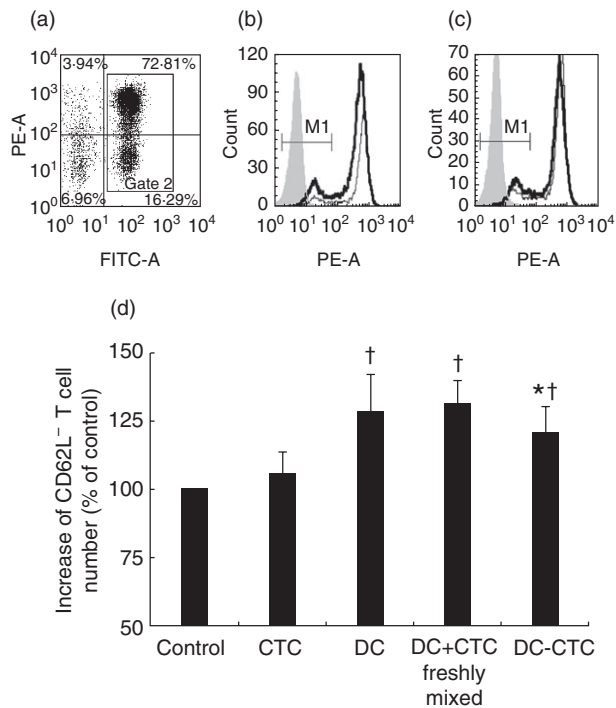 (a)
(b)
(c)
3·94%
72·81%
Gate 2
6·96%
16·29%
10⁴
10³
10²
10¹
10⁰
PE-A
10⁰ 10¹ 10² 10³ 10⁴
FITC-A
120
90
60
30
0
Count
M1
10⁰ 10¹ 10² 10³ 10⁴
PE-A
70
60
50
40
30
20
10
0
Count
M1
10⁰ 10¹ 10² 10³ 10⁴
PE-A
(d)
150
125
100
75
50
Increase of CD62L⁻ T cell
number (% of control)
†
†
*†
Control
CTC
DC
DC+CTC
freshly
mixed
DC-CTC